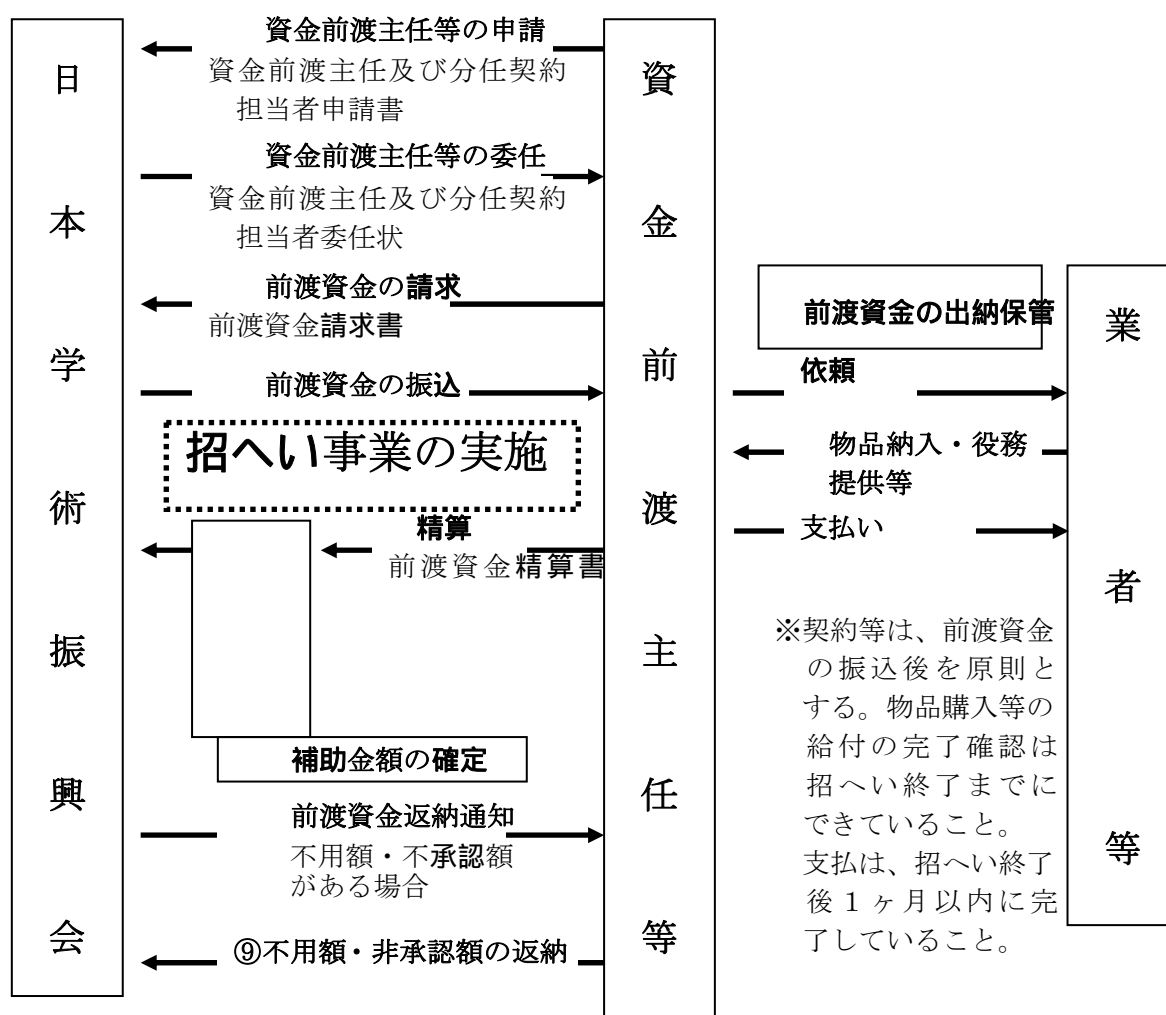 日本学術振興会
資金前渡主任等の申請
資金前渡主任及び分任契約
担当者申請書
資金前渡主任等の委任
資金前渡主任及び分任契約
担当者委任状
前渡資金の請求
前渡資金請求書
前渡資金の振込
招へい事業の実施
精算
前渡資金精算書
補助金額の確定
前渡資金返納通知
不用額・不承認額
がある場合
⑨不用額・非承認額の返納
資金前渡主任等
前渡資金の出納保管
依頼
物品納入・役務
提供等
支払い
※契約等は、前渡資金
の振込後を原則と
する。物品購入等の
給付の完了確認は
招へい終了までに
できていること。
支払は、招へい終了
後１ヶ月以内に完
了していること。
業者等